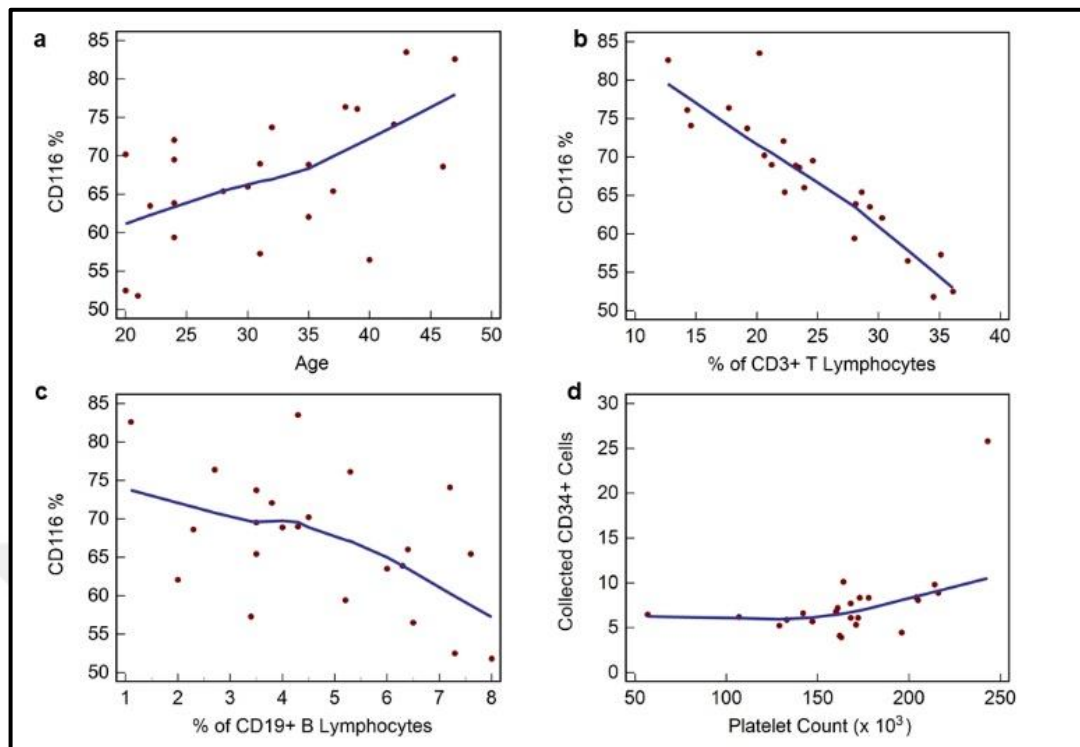 a
85
80
75
70
65
60
55
50
CD116 %
20 25 30 35 40 45 50
Age
b
85
80
75
70
65
60
55
50
CD116 %
10 15 20 25 30 35 40
% of CD3+ T Lymphocytes
c
85
80
75
70
65
60
55
50
CD116 %
1 2 3 4 5 6 7 8
% of CD19+ B Lymphocytes
d
30
25
20
15
10
5
0
Collected CD34+ Cells
50 100 150 200 250
Platelet Count (x 10³)